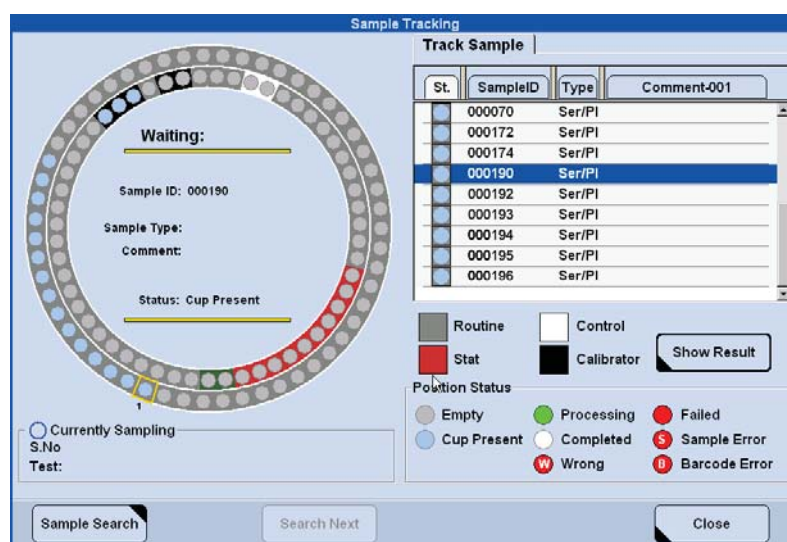 Sample Tracking
Waiting:
Sample ID: 000190
Sample Type:
Comment:
Status: Cup Present
1
Currently Sampling
S.No
Test:
Track Sample
St. SampleID Type Comment-001
000070 Ser/Pl
000172 Ser/Pl
000174 Ser/Pl
000190 Ser/Pl
000192 Ser/Pl
000193 Ser/Pl
000194 Ser/Pl
000195 Ser/Pl
000196 Ser/Pl
Routine Control
Stat Calibrator
Show Result
Position Status
Empty Processing Failed
Cup Present Completed S Sample Error
W Wrong B Barcode Error
Sample Search Search Next Close